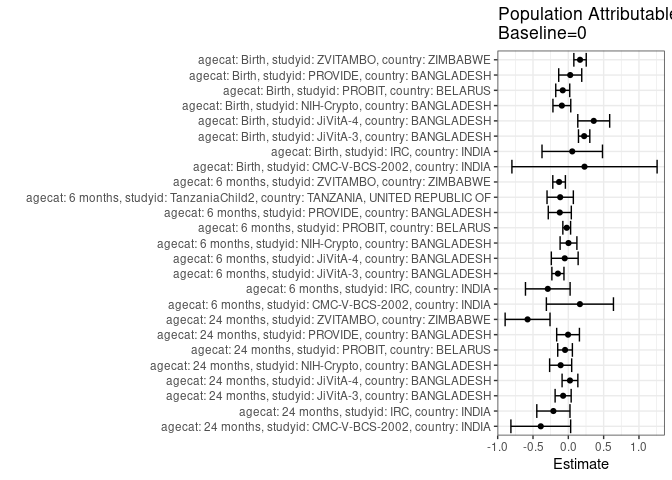 Population Attributable
Baseline=0
agecat: Birth, studyid: ZVITAMBO, country: ZIMBABWE
agecat: Birth, studyid: PROVIDE, country: BANGLADESH
agecat: Birth, studyid: PROBIT, country: BELARUS
agecat: Birth, studyid: NIH-Crypto, country: BANGLADESH
agecat: Birth, studyid: JiVitA-4, country: BANGLADESH
agecat: Birth, studyid: JiVitA-3, country: BANGLADESH
agecat: Birth, studyid: IRC, country: INDIA
agecat: Birth, studyid: CMC-V-BCS-2002, country: INDIA
agecat: 6 months, studyid: ZVITAMBO, country: ZIMBABWE
agecat: 6 months, studyid: TanzaniaChild2, country: TANZANIA, UNITED REPUBLIC OF
agecat: 6 months, studyid: PROVIDE, country: BANGLADESH
agecat: 6 months, studyid: PROBIT, country: BELARUS
agecat: 6 months, studyid: NIH-Crypto, country: BANGLADESH
agecat: 6 months, studyid: JiVitA-4, country: BANGLADESH
agecat: 6 months, studyid: JiVitA-3, country: BANGLADESH
agecat: 6 months, studyid: IRC, country: INDIA
agecat: 6 months, studyid: CMC-V-BCS-2002, country: INDIA
agecat: 24 months, studyid: ZVITAMBO, country: ZIMBABWE
agecat: 24 months, studyid: PROVIDE, country: BANGLADESH
agecat: 24 months, studyid: PROBIT, country: BELARUS
agecat: 24 months, studyid: NIH-Crypto, country: BANGLADESH
agecat: 24 months, studyid: JiVitA-4, country: BANGLADESH
agecat: 24 months, studyid: JiVitA-3, country: BANGLADESH
agecat: 24 months, studyid: IRC, country: INDIA
agecat: 24 months, studyid: CMC-V-BCS-2002, country: INDIA
-1.0 -0.5 0.0 0.5 1.0
Estimate